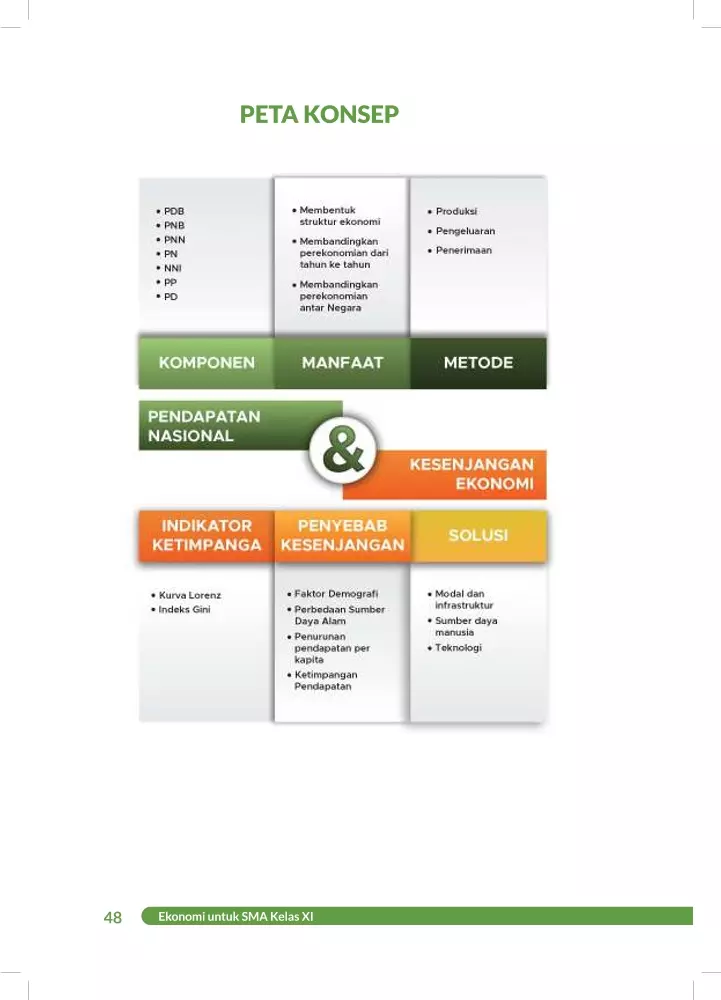 PETA KONSEP
• PDB
• PNB
• PNN
• PN
• NNI
• PP
• PD
• Membentuk
struktur ekonomi
• Membandingkan
perekonomian dari
tahun ke tahun
• Membandingkan
perekonomian
antar Negara
• Produksi
• Pengeluaran
• Penerimaan
KOMPONEN
MANFAAT
METODE
PENDAPATAN
NASIONAL
&
KESENJANGAN
EKONOMI
INDIKATOR
KETIMPANGA
PENYEBAB
KESENJANGAN
SOLUSI
• Kurva Lorenz
• Indeks Gini
• Faktor Demografi
• Perbedaan Sumber
Daya Alam
• Penurunan
pendapatan per
kapita
• Ketimpangan
Pendapatan
• Modal dan
infrastruktur
• Sumber daya
manusia
• Teknologi
48
Ekonomi untuk SMA Kelas XI